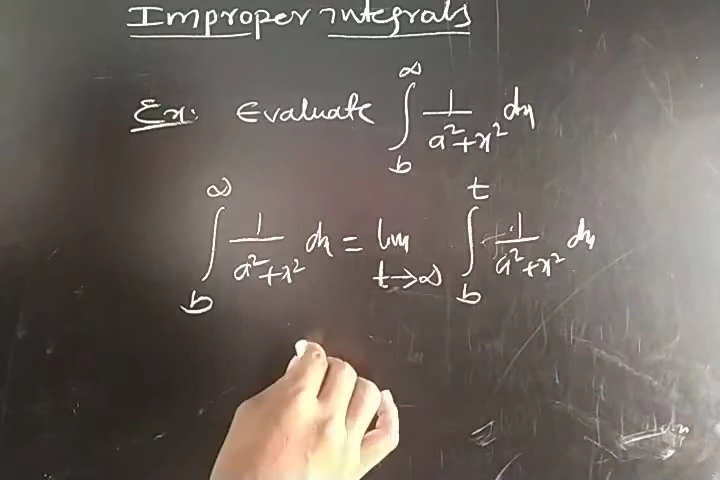 Improper integrals
Ex: Evaluate ∫_b^∞ 1/(a²+x²) dx
∫_b^∞ 1/(a²+x²) dx = lim_{t→∞} ∫_b^t 1/(a²+x²) dx